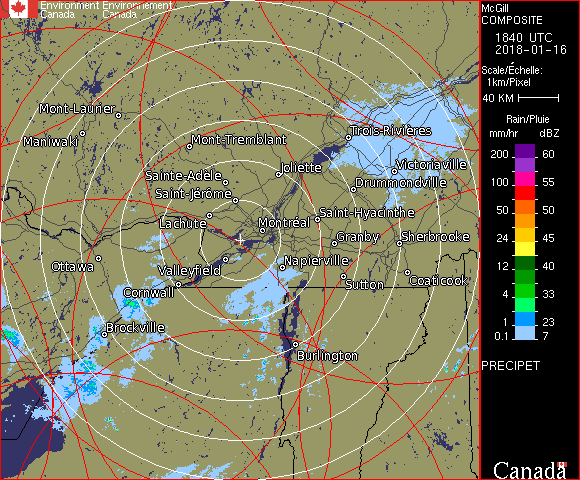 Environment Environnement
Canada Canada
McGill
COMPOSITE
1840 UTC
2018-01-16
Scale/Échelle:
1km/Pixel
40 KM
Rain/Pluie
mm/hr dBZ
200 60
100 55
50 50
24 45
12 40
4 33
1 23
0.1 7
PRECIPET
Canada
Mont-Laurier
Maniwaki
Mont-Tremblant
Trois-Rivières
Sainte-Adèle
Joliette
Victoriaville
Saint-Jérôme
Drummondville
Lachute
Montréal
Saint-Hyacinthe
Granby
Sherbrooke
Ottawa
Valleyfield
Napierville
Cornwall
Sutton
Coaticook
Brockville
Burlington